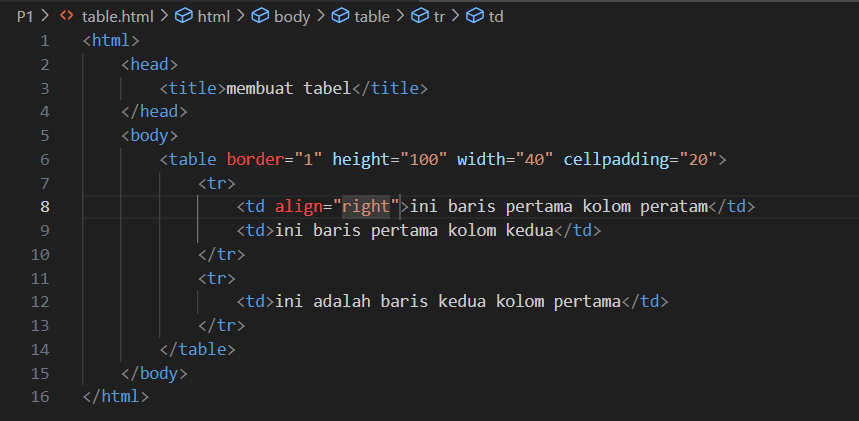 P1 > <> table.html > html > body > table > tr > td
1 <html>
2     <head>
3         <title>membuat tabel</title>
4     </head>
5     <body>
6         <table border="1" height="100" width="40" cellpadding="20">
7             <tr>
8                 <td align="right">ini baris pertama kolom peratam</td>
9                 <td>ini baris pertama kolom kedua</td>
10             </tr>
11             <tr>
12                 <td>ini adalah baris kedua kolom pertama</td>
13             </tr>
14         </table>
15     </body>
16 </html>